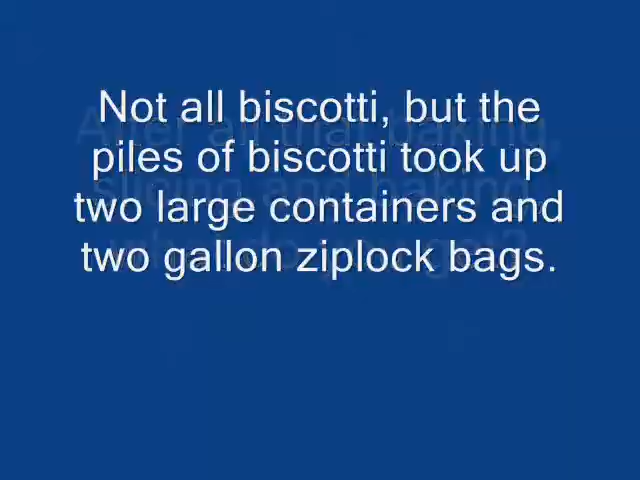 Not all biscotti, but the
piles of biscotti took up
two large containers and
two gallon ziplock bags.